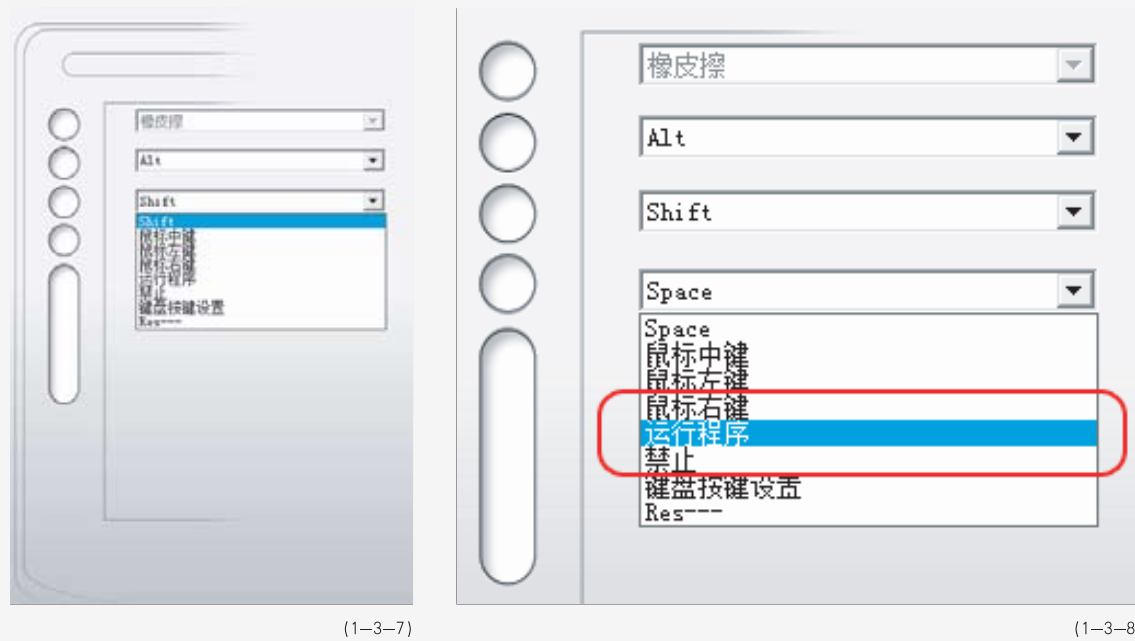 橡皮擦
Alt
Shift
Shift
鼠标中键
鼠标左键
鼠标右键
运行程序
禁止
键盘按键设置
Res---
(1—3—7)
橡皮擦
Alt
Shift
Space
Space
鼠标中键
鼠标左键
鼠标右键
运行程序
禁止
键盘按键设置
Res---
(1—3—8